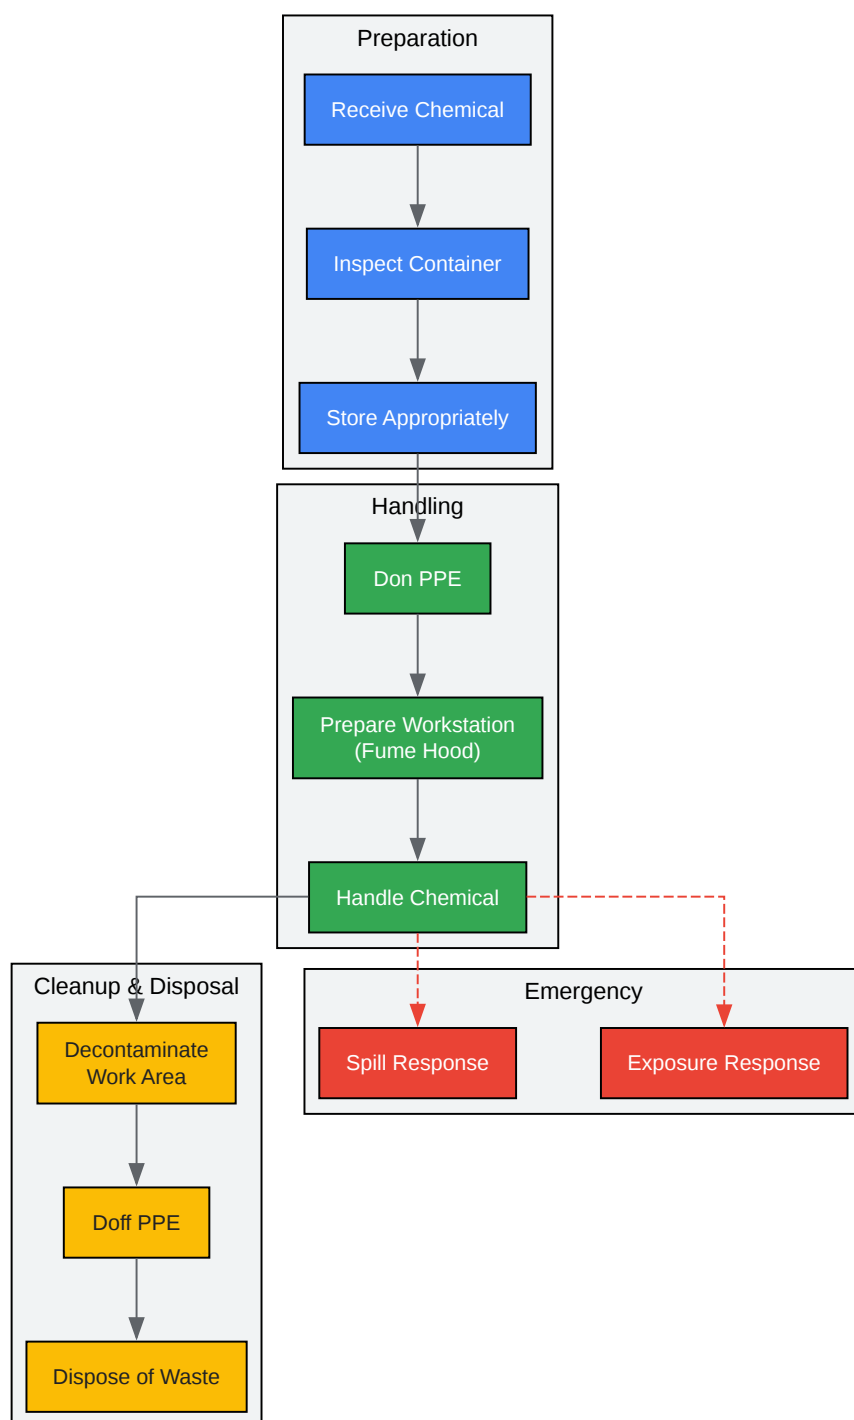 Preparation
Receive Chemical
Inspect Container
Store Appropriately
Handling
Don PPE
Prepare Workstation
(Fume Hood)
Handle Chemical
Cleanup & Disposal
Decontaminate
Work Area
Doff PPE
Dispose of Waste
Emergency
Spill Response
Exposure Response